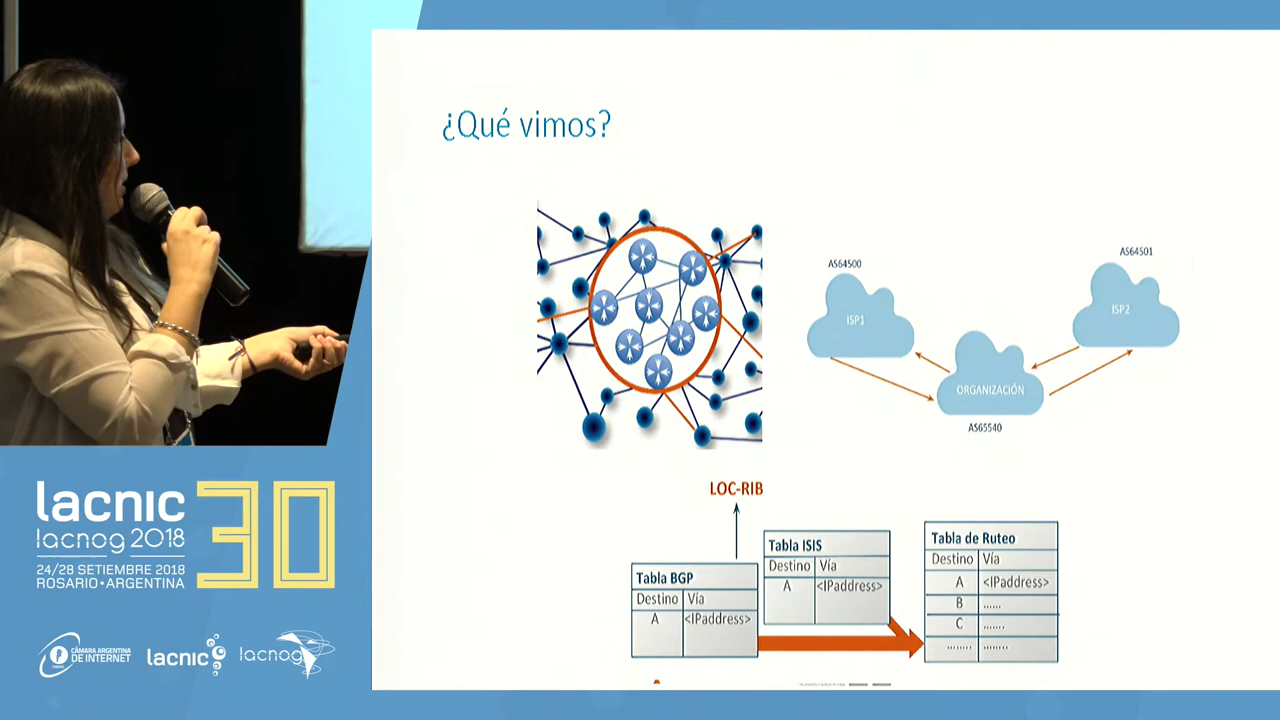 ¿Qué vimos?
AS64500
AS64501
ISP1
ISP2
ORGANIZACIÓN
AS65540
LOC-RIB
Tabla BGP
Destino Vía
A <IPaddress>
Tabla ISIS
Destino Vía
A <IPaddress>
Tabla de Ruteo
Destino Vía
A <IPaddress>
B ......
C .......
........ ........
lacnic 30
lacnog 2018
24/28 SETIEMBRE 2018
ROSARIO•ARGENTINA
CÁMARA ARGENTINA
DE INTERNET
lacnic
lacnog